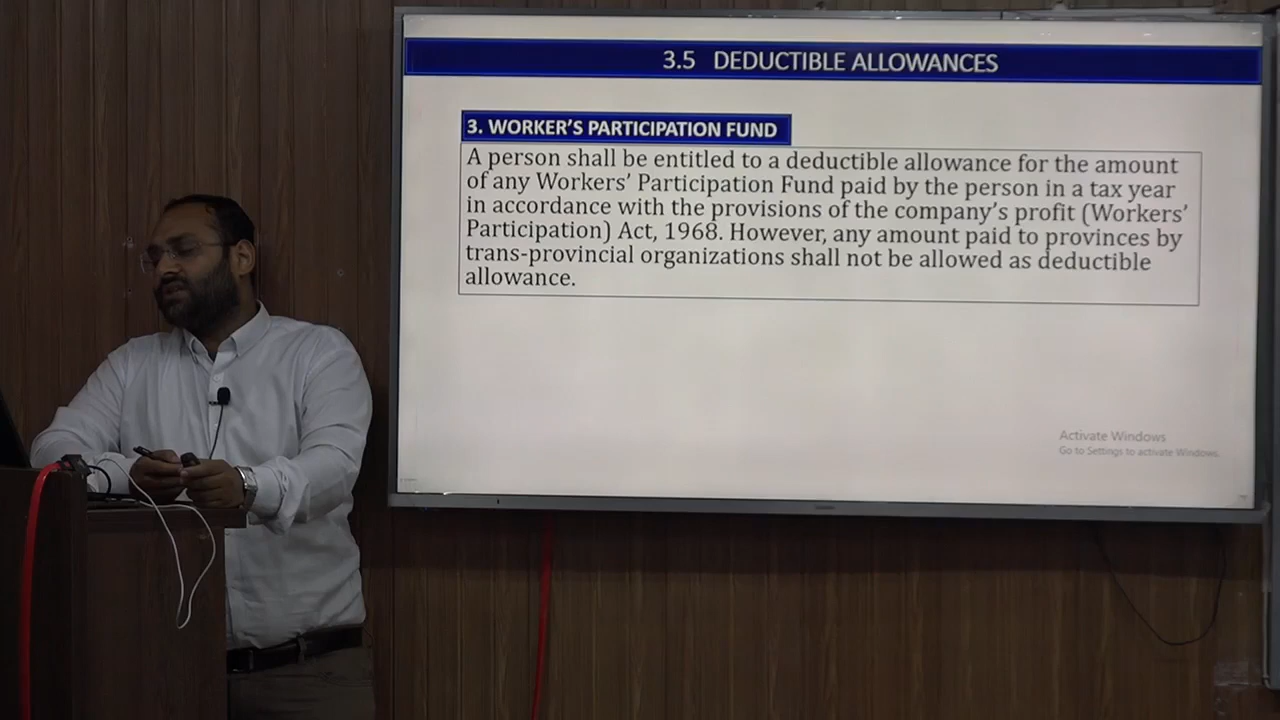 3.5 DEDUCTIBLE ALLOWANCES
3. WORKER'S PARTICIPATION FUND
A person shall be entitled to a deductible allowance for the amount
of any Workers' Participation Fund paid by the person in a tax year
in accordance with the provisions of the company's profit (Workers'
Participation) Act, 1968. However, any amount paid to provinces by
trans-provincial organizations shall not be allowed as deductible
allowance.
Activate Windows
Go to Settings to activate Windows.